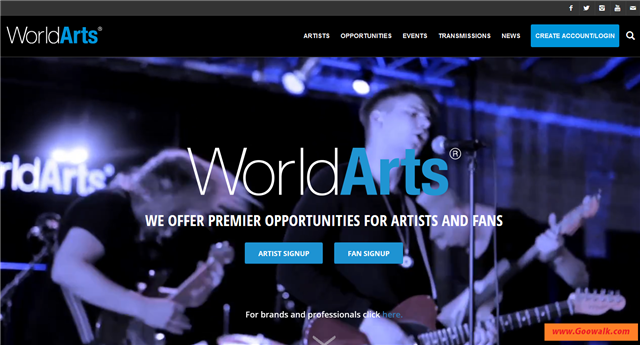 WorldArts®
ARTISTS OPPORTUNITIES EVENTS TRANSMISSIONS NEWS CREATE ACCOUNT/LOGIN
WorldArts
WorldArts®
WE OFFER PREMIER OPPORTUNITIES FOR ARTISTS AND FANS
ARTIST SIGNUP FAN SIGNUP
For brands and professionals click here.
www.Goewalk.com